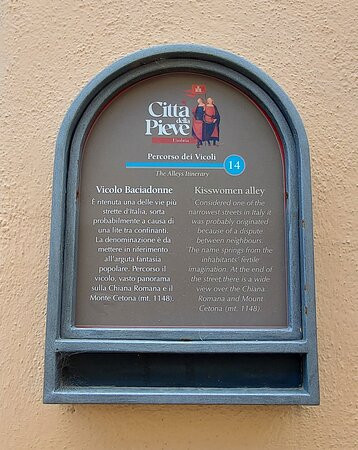 Città
della
Pieve
Umbria
Percorso dei Vicoli
14
The Alleys Itinerary
Vicolo Baciadonne
È ritenuta una delle vie più
strette d'Italia, sorta
probabilmente a causa di
una lite tra confinanti.
La denominazione è da
mettere in riferimento
all'arguta fantasia
popolare. Percorso il
vicolo, vasto panorama
sulla Chiana Romana e il
Monte Cetona (mt. 1148).
Kisswomen alley
Considered one of the
narrowest streets in Italy it
was probably originated
because of a dispute
between neighbours.
The name springs from the
inhabitants' fertile
imagination. At the end of
the street there is a wide
view over the Chiana
Romana and Mount
Cetona (mt. 1148).